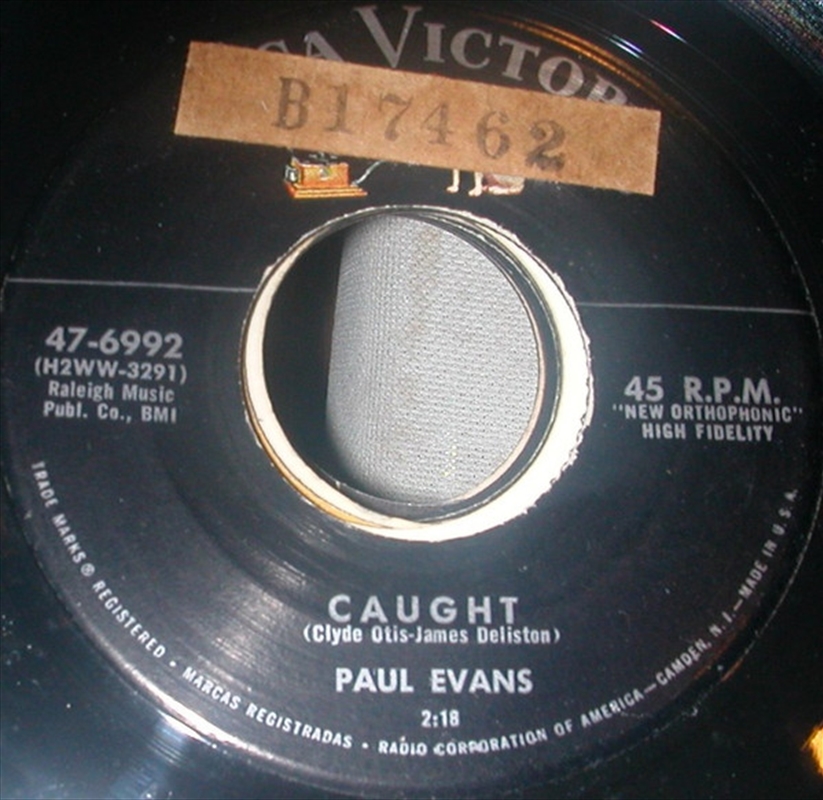 CA VICTOR
B17462
47-6992
(H2WW-3291)
Raleigh Music
Publ. Co., BMI
45 R.P.M.
"NEW ORTHOPHONIC"
HIGH FIDELITY
CAUGHT
(Clyde Otis-James Deliston)
PAUL EVANS
2:18
TRADE MARKS ® REGISTERED • MARCAS REGISTRADAS • RADIO CORPORATION OF AMERICA—CAMDEN, N. J.—MADE IN U.S.A.